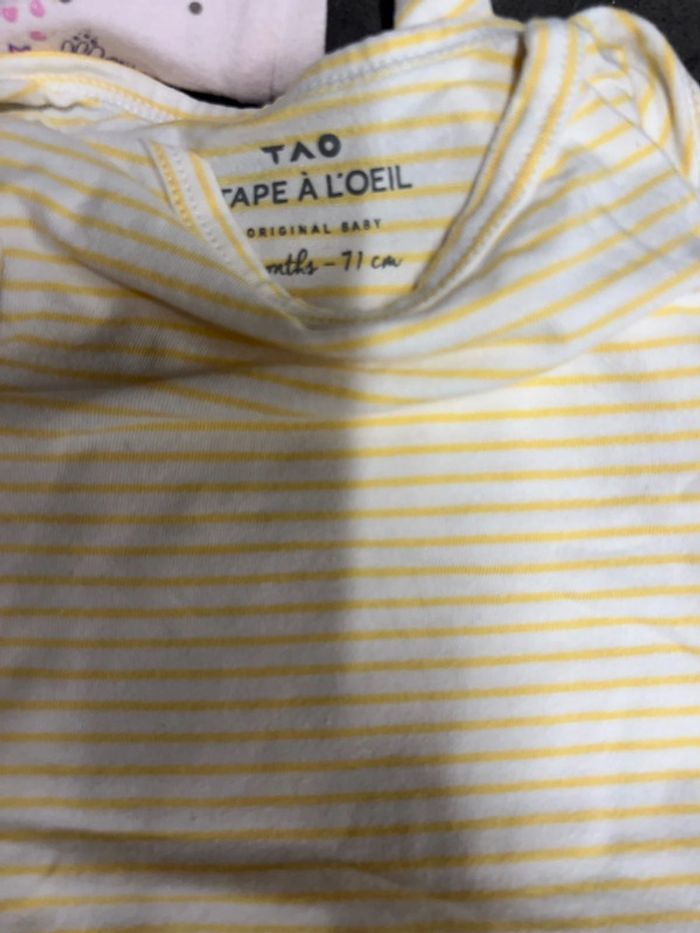 TAO
TAPE À L'OEIL
ORIGINAL BABY
- 71 cm